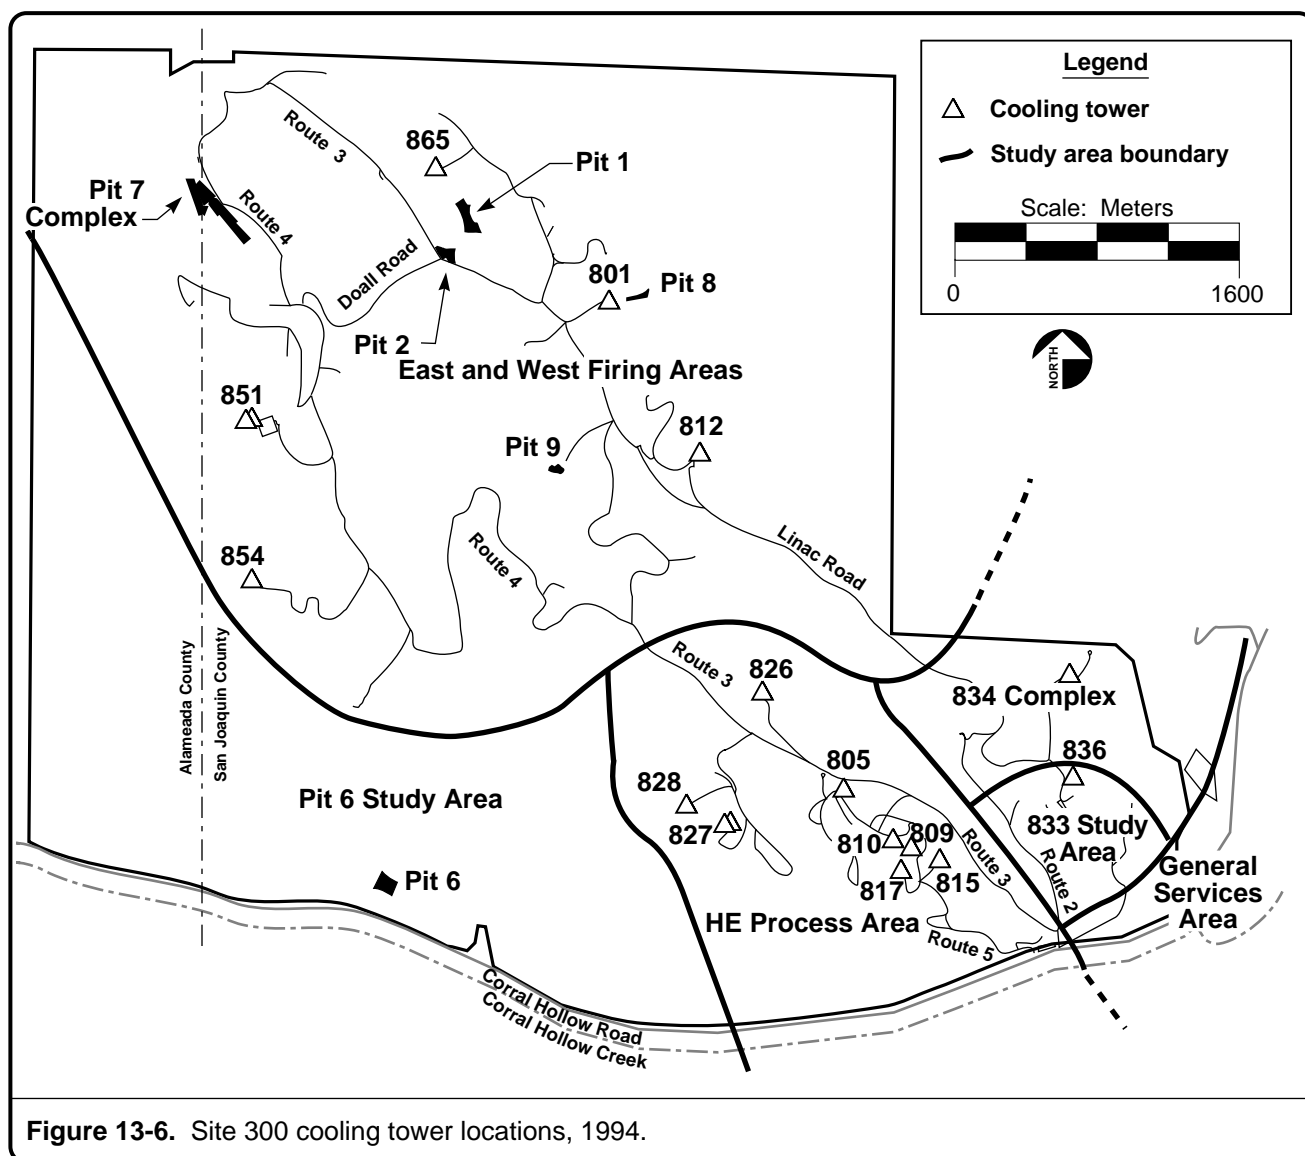 Legend
Cooling tower
Study area boundary
Scale: Meters
0 1600
NORTH
865
Route 3
Pit 1
Pit 7
Complex
Route 4
Doall Road
801
Pit 8
Pit 2
East and West Firing Areas
851
812
Pit 9
Linac Road
854
Route 4
Alameada County
San Joaquin County
Route 3
826
834 Complex
805
836
828
Pit 6 Study Area
827
810
809
833 Study
Area
Route 3
Route 2
817
815
General
Services
Area
Pit 6
HE Process Area
Route 5
Corral Hollow Road
Corral Hollow Creek
Figure 13-6. Site 300 cooling tower locations, 1994.